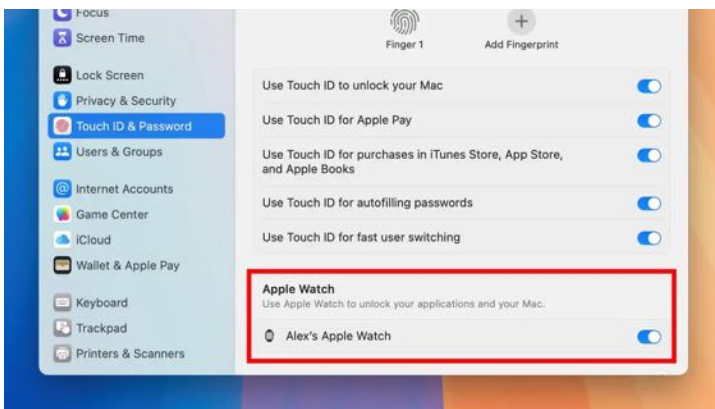 Focus
Screen Time
Lock Screen
Privacy & Security
Touch ID & Password
Users & Groups
Internet Accounts
Game Center
iCloud
Wallet & Apple Pay
Keyboard
Trackpad
Printers & Scanners
Finger 1
Add Fingerprint
Use Touch ID to unlock your Mac
Use Touch ID for Apple Pay
Use Touch ID for purchases in iTunes Store, App Store,
and Apple Books
Use Touch ID for autofilling passwords
Use Touch ID for fast user switching
Apple Watch
Use Apple Watch to unlock your applications and your Mac.
Alex's Apple Watch